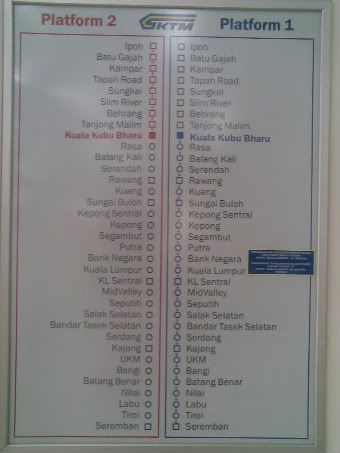 Platform 2
KTM
Platform 1
Ipoh
Batu Gajah
Kampar
Tapah Road
Sungkai
Slim River
Behrang
Tanjong Malim
Kuala Kubu Bharu
Rasa
Batang Kali
Serendah
Rawang
Kuang
Sungai Buloh
Kepong Sentral
Kepong
Segambut
Putra
Bank Negara
Kuala Lumpur
KL Sentral
MidValley
Seputih
Salak Selatan
Bandar Tasek Selatan
Serdang
Kajang
UKM
Bangi
Batang Benar
Nilai
Labu
Tiroi
Seremban
Ipoh
Batu Gajah
Kampar
Tapah Road
Sungkai
Slim River
Behrang
Tanjong Malim
Kuala Kubu Bharu
Rasa
Batang Kali
Serendah
Rawang
Kuang
Sungai Buloh
Kepong Sentral
Kepong
Segambut
Putra
Bank Negara
Kuala Lumpur
KL Sentral
MidValley
Seputih
Salak Selatan
Bandar Tasek Selatan
Serdang
Kajang
UKM
Bangi
Batang Benar
Nilai
Labu
Tiroi
Seremban